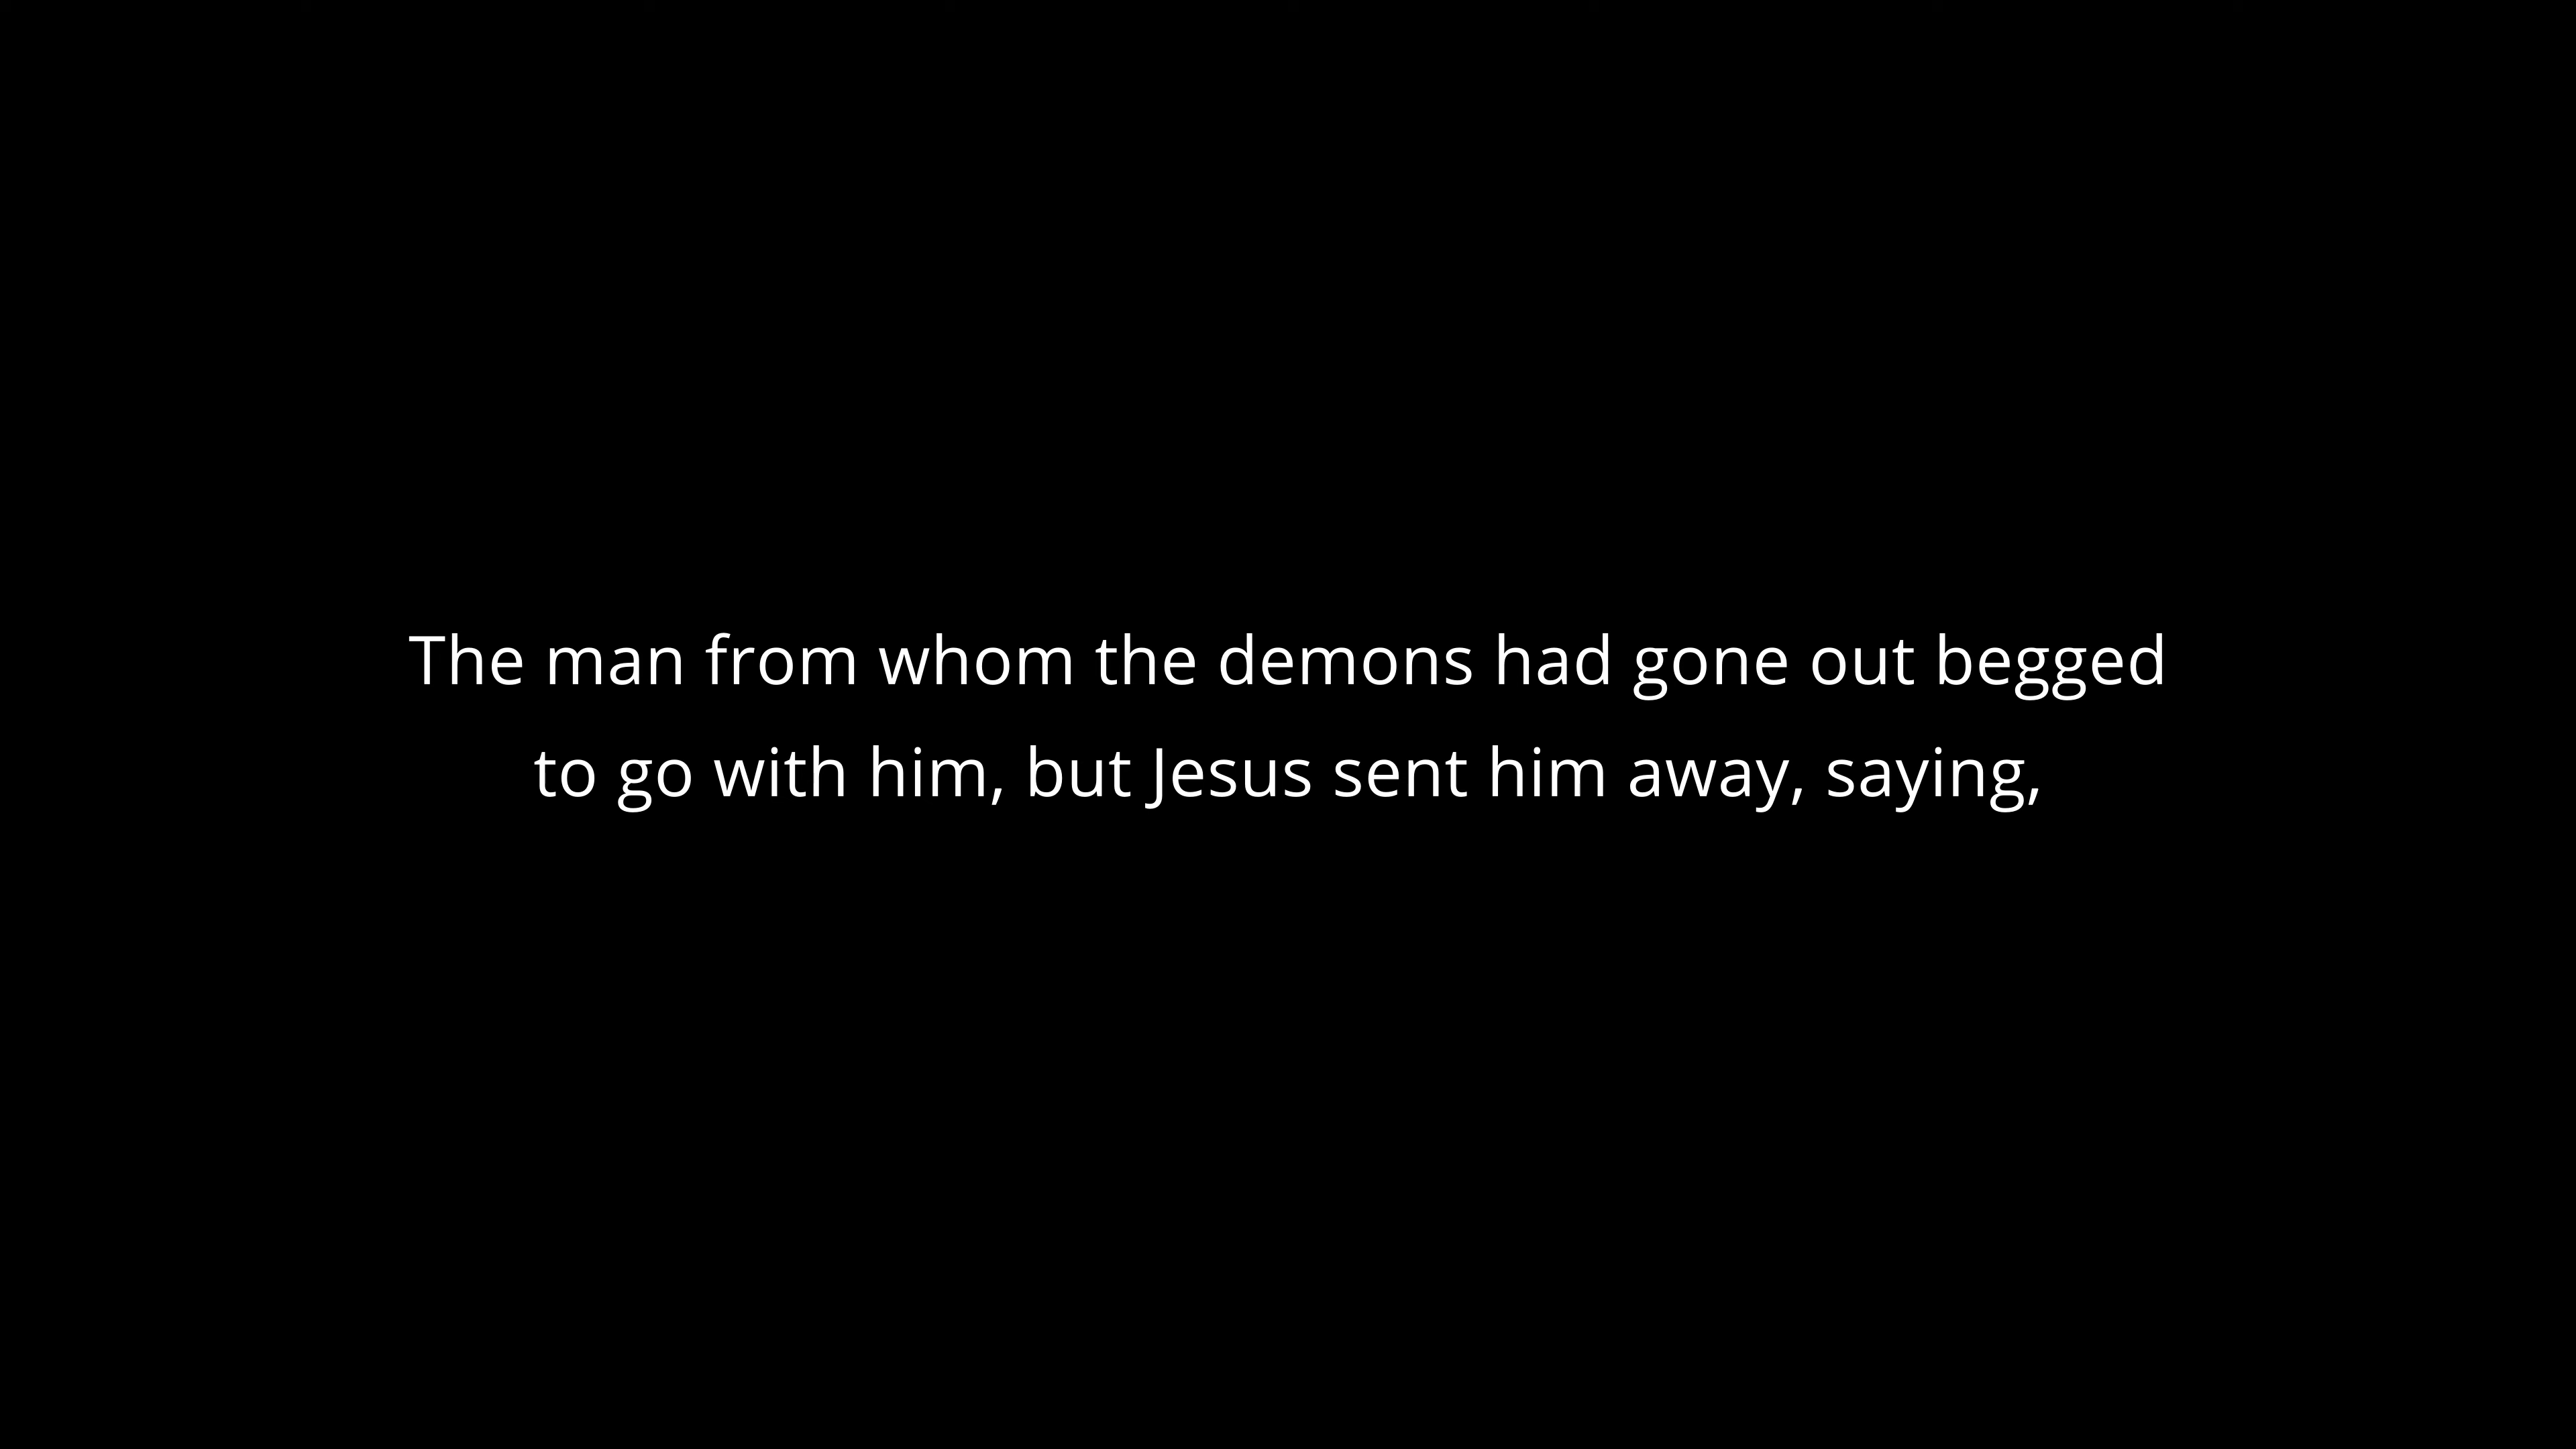 The man from whom the demons had gone out begged
to go with him, but Jesus sent him away, saying,